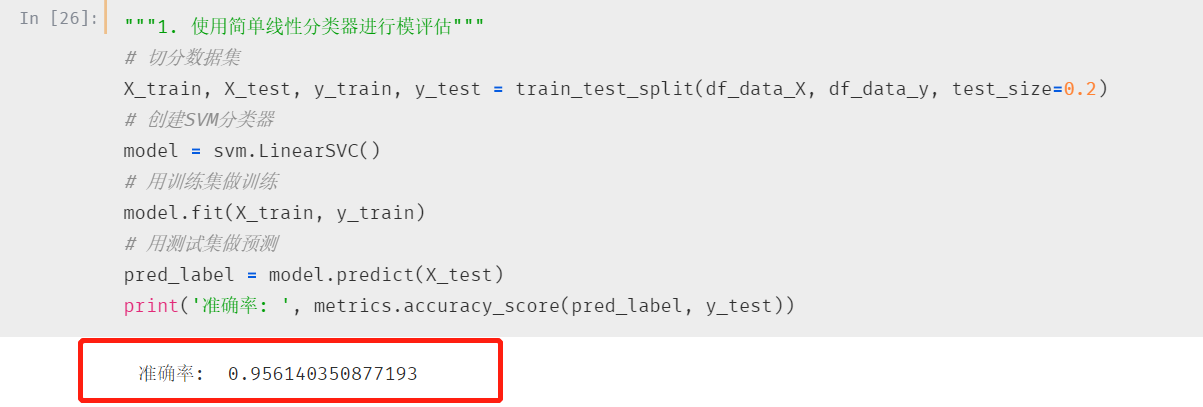 In [26]:
"""1. 使用简单线性分类器进行模评估"""
# 切分数据集
X_train, X_test, y_train, y_test = train_test_split(df_data_X, df_data_y, test_size=0.2)
# 创建SVM分类器
model = svm.LinearSVC()
# 用训练集做训练
model.fit(X_train, y_train)
# 用测试集做预测
pred_label = model.predict(X_test)
print('准确率: ', metrics.accuracy_score(pred_label, y_test))
准确率:  0.956140350877193